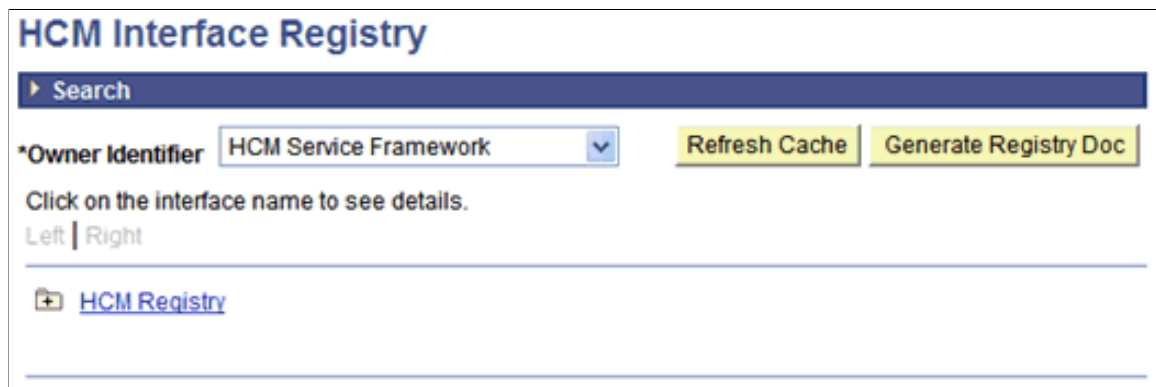 HCM Interface Registry
Search
*Owner Identifier HCM Service Framework Refresh Cache Generate Registry Doc
Click on the interface name to see details.
Left | Right
HCM Registry